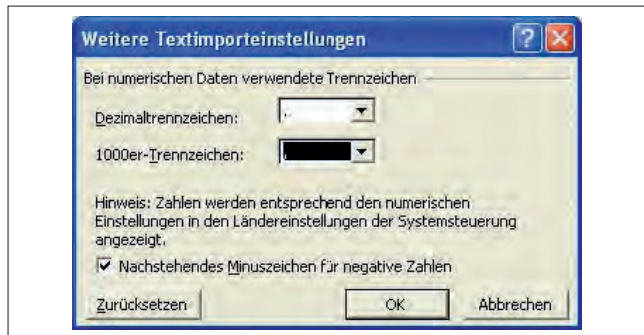 Weitere Textimporteinstellungen
Bei numerischen Daten verwendete Trennzeichen
Dezimaltrennzeichen: .
1000er-Trennzeichen:
Hinweis: Zahlen werden entsprechend den numerischen
Einstellungen in den Ländereinstellungen der Systemsteuerung
angezeigt.
Nachstehendes Minuszeichen für negative Zahlen
Zurücksetzen OK Abbrechen